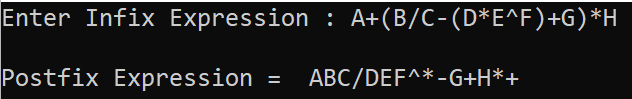 Enter Infix Expression : A+(B/C-(D*E^F)+G)*H
Postfix Expression =  ABC/DEF^*-G+H*+